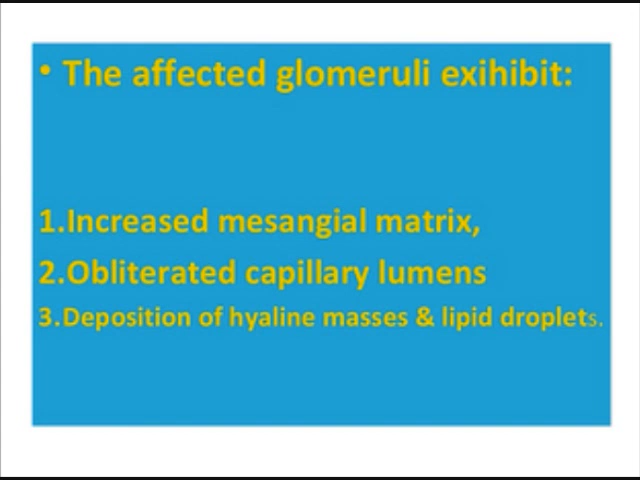 • The affected glomeruli exihibit:
1.Increased mesangial matrix,
2.Obliterated capillary lumens
3.Deposition of hyaline masses & lipid droplets.